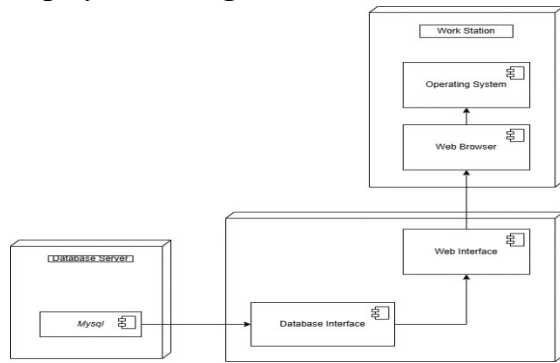 Work Station
Operating System
Web Browser
Web Interface
Database Server
Mysql
Database Interface